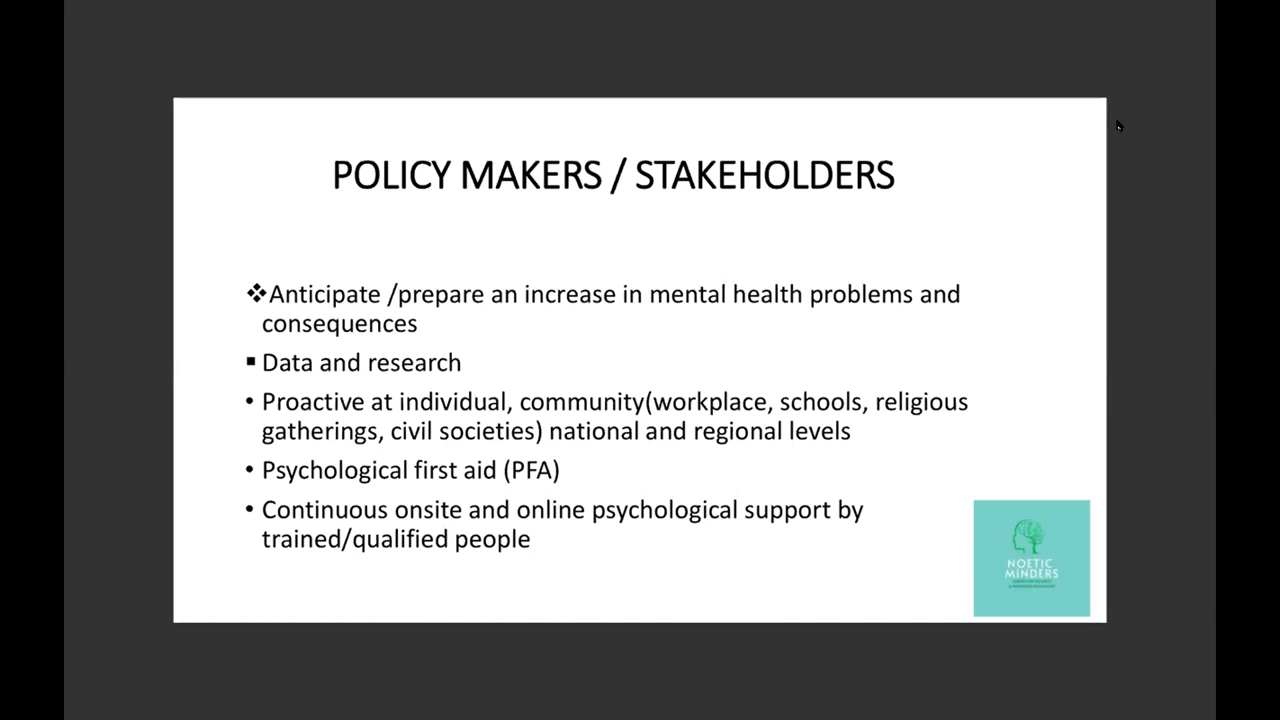 POLICY MAKERS / STAKEHOLDERS
❖Anticipate /prepare an increase in mental health problems and
consequences
▪ Data and research
• Proactive at individual, community(workplace, schools, religious
gatherings, civil societies) national and regional levels
• Psychological first aid (PFA)
• Continuous onsite and online psychological support by
trained/qualified people
NOETIC
MINDERS